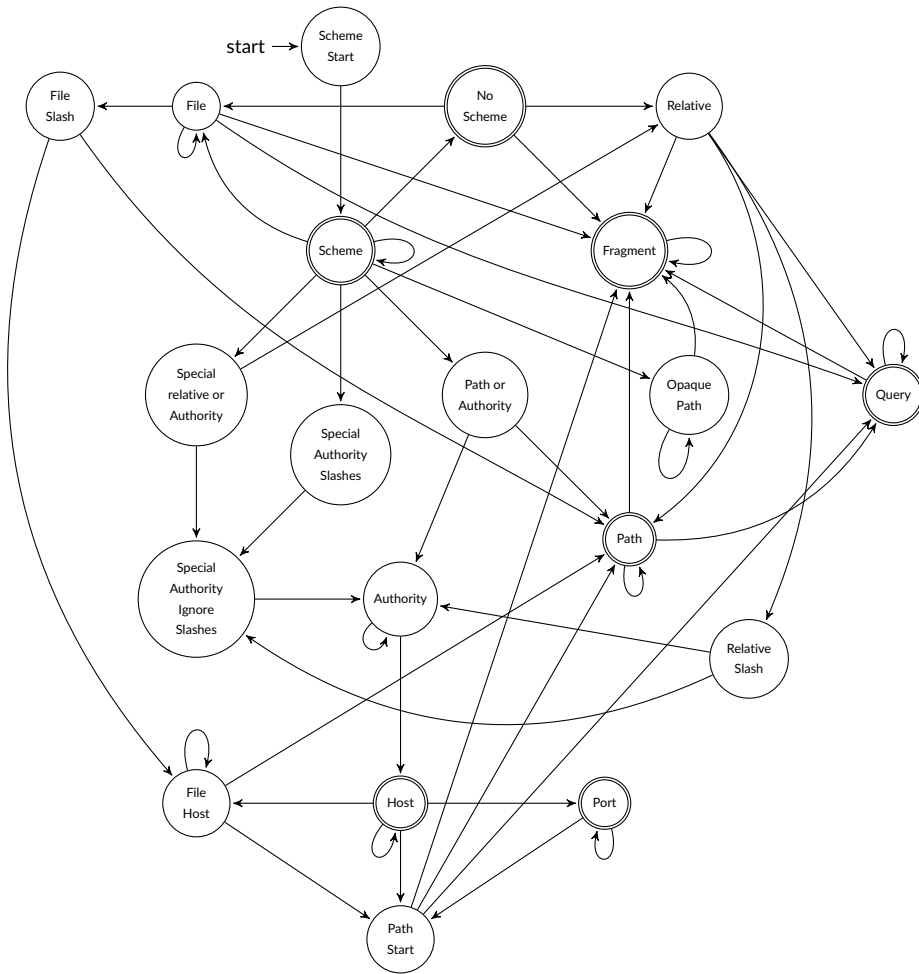 start
Scheme
Start
File
Slash
File
No
Scheme
Relative
Scheme
Fragment
Special
relative or
Authority
Special
Authority
Slashes
Path or
Authority
Opaque
Path
Query
Path
Special
Authority
Ignore
Slashes
Authority
Relative
Slash
File
Host
Host
Port
Path
Start